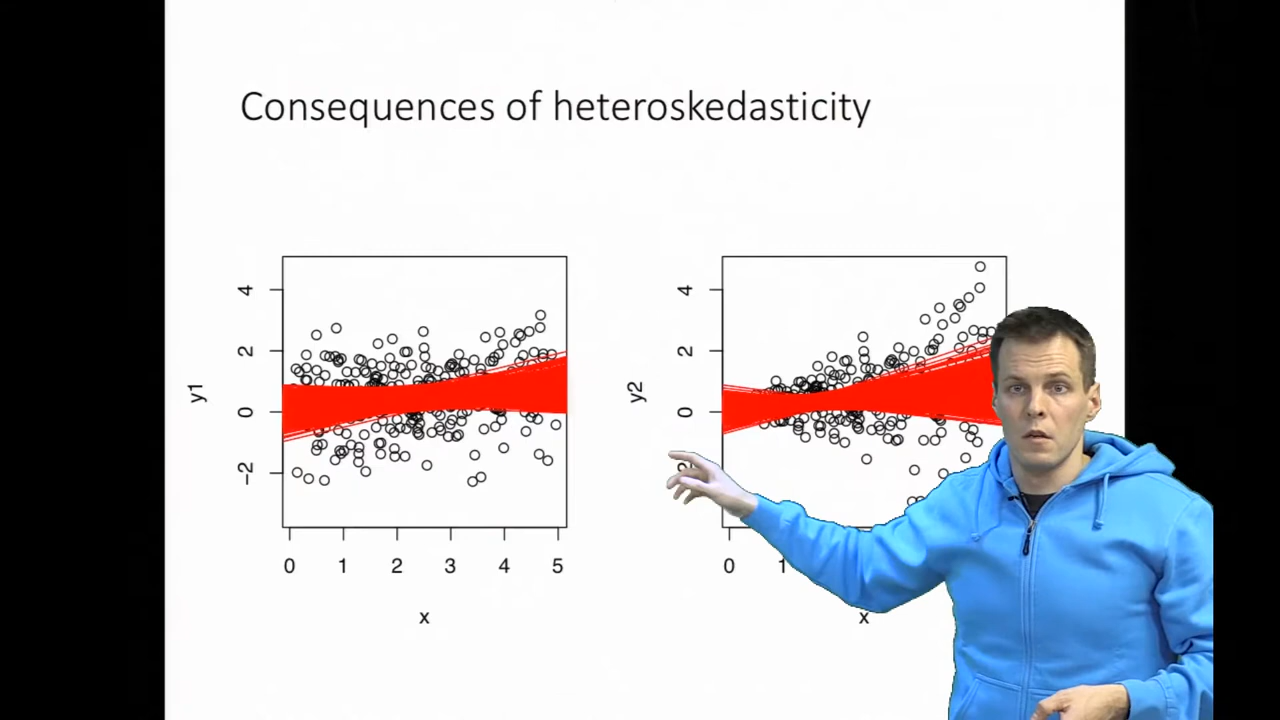 Consequences of heteroskedasticity
4
2
0
−2
y1
0 1 2 3 4 5
x
4
2
0
y2
0 1
x